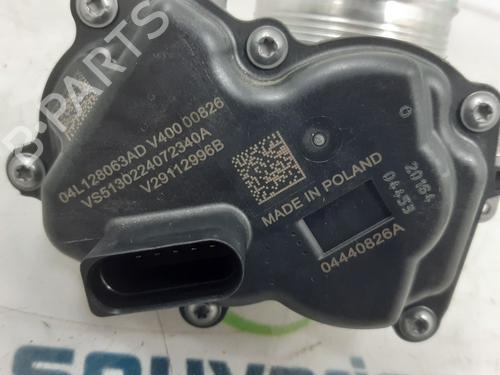 B-PARTS
04L128063AD V400 00826
VS5130224072340A
V29112996B
MADE IN POLAND
04440826A
20164
04453